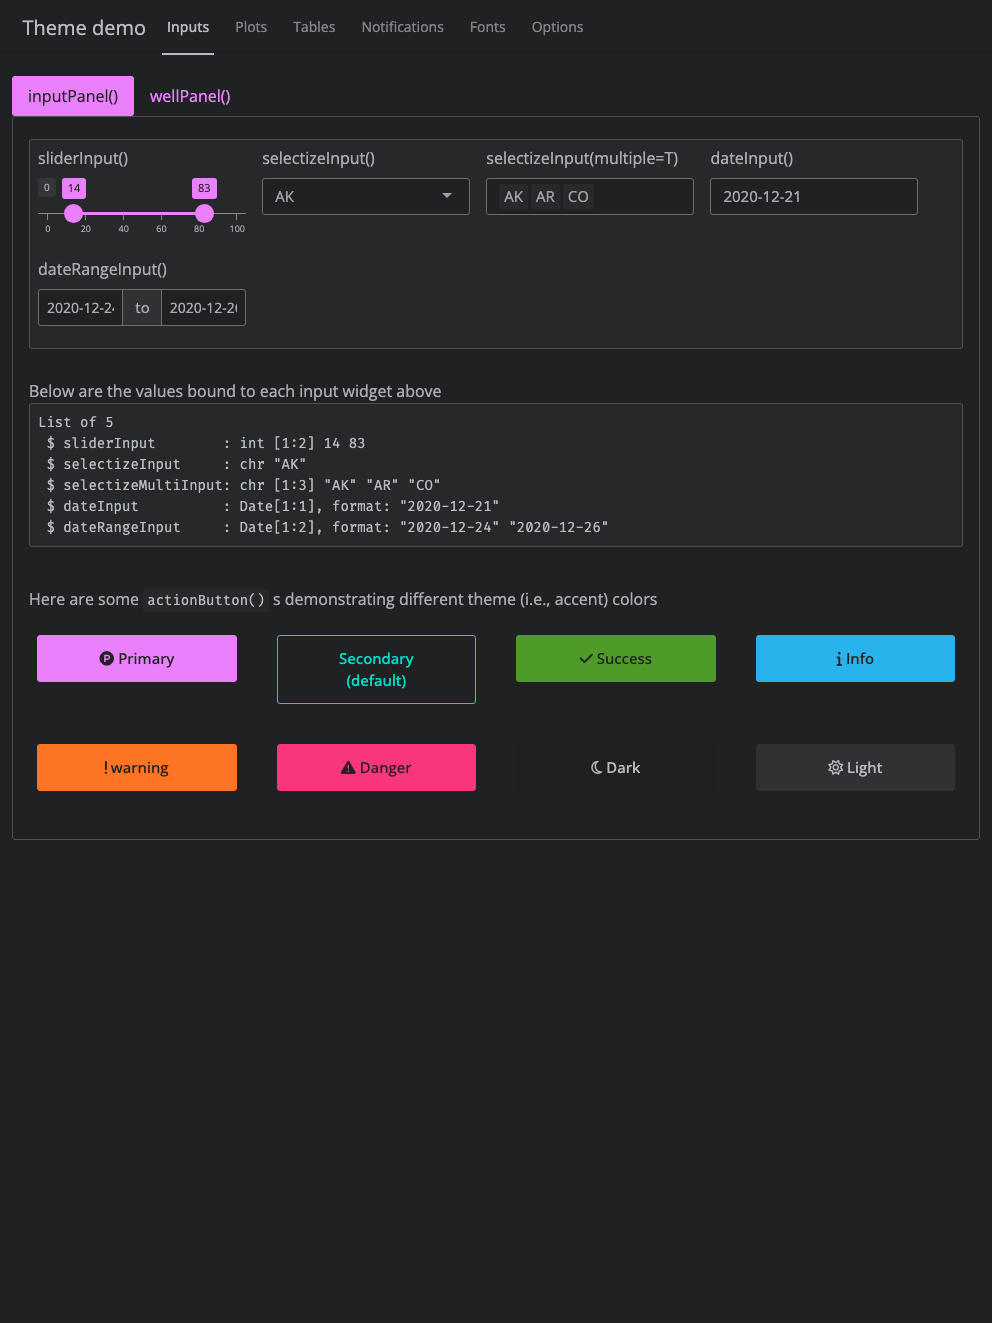 Theme demo Inputs Plots Tables Notifications Fonts Options
inputPanel() wellPanel()
sliderInput() selectizeInput() selectizeInput(multiple=T) dateInput()
0 14 83
AK
AK AR CO
2020-12-21
0 20 40 60 80 100
dateRangeInput()
2020-12-24 to 2020-12-26
Below are the values bound to each input widget above
List of 5
 $ sliderInput        : int [1:2] 14 83
 $ selectizeInput     : chr "AK"
 $ selectizeMultiInput: chr [1:3] "AK" "AR" "CO"
 $ dateInput          : Date[1:1], format: "2020-12-21"
 $ dateRangeInput     : Date[1:2], format: "2020-12-24" "2020-12-26"
Here are some actionButton() s demonstrating different theme (i.e., accent) colors
Primary
Secondary
(default)
Success
Info
warning
Danger
Dark
Light